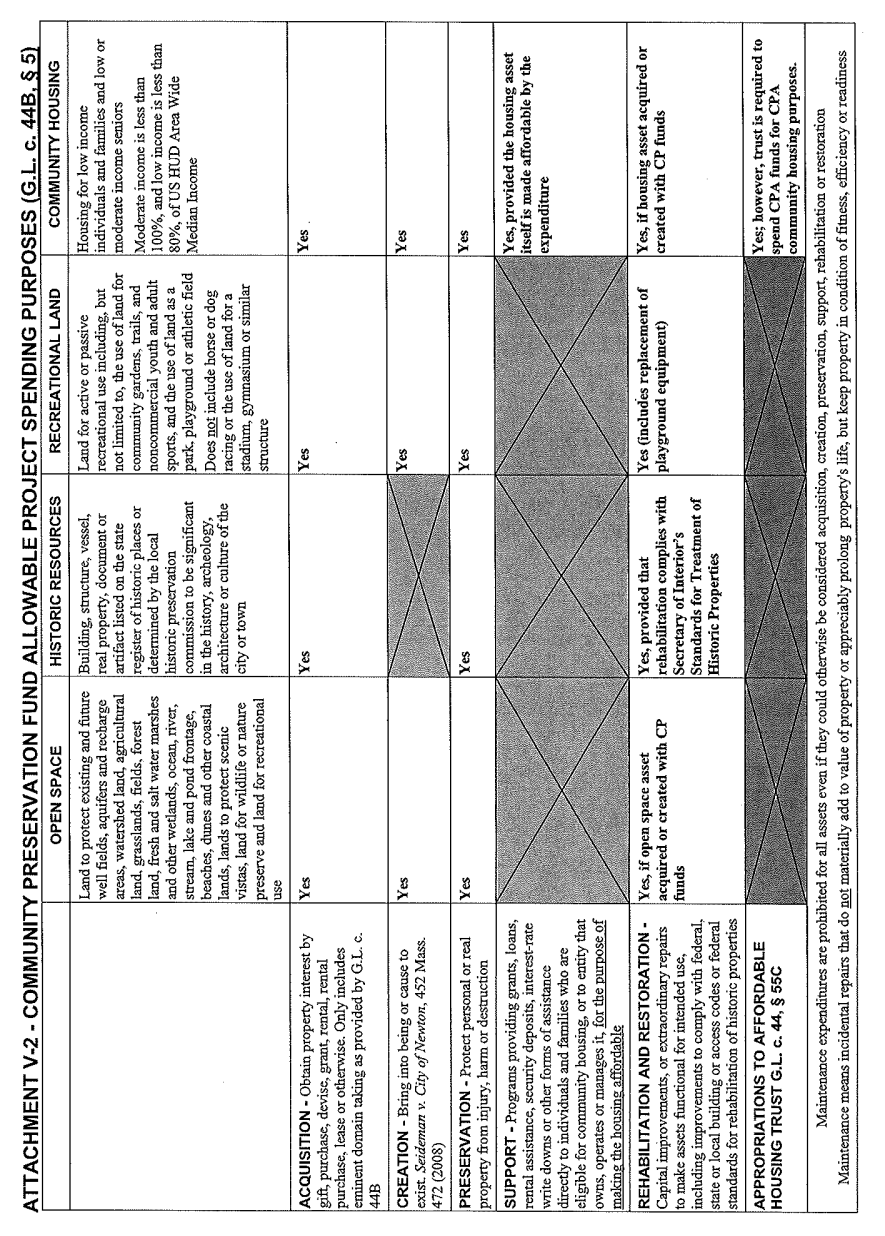 ATTACHMENT V-2 - COMMUNITY PRESERVATION FUND ALLOWABLE PROJECT SPENDING PURPOSES (G.L. c. 44B, § 5)
OPEN SPACE
HISTORIC RESOURCES
RECREATIONAL LAND
COMMUNITY HOUSING
Land to protect existing and future
well fields, aquifers and recharge
areas, watershed land, agricultural
land, grasslands, fields, forest
land, fresh and salt water marshes
and other wetlands, ocean, river,
stream, lake and pond frontage,
beaches, dunes and other coastal
lands, lands to protect scenic
vistas, land for wildlife or nature
preserve and land for recreational
use
Building, structure, vessel,
real property, document or
artifact listed on the state
register of historic places or
determined by the local
historic preservation
commission to be significant
in the history, archeology,
architecture or culture of the
city or town
Land for active or passive
recreational use including, but
not limited to, the use of land for
community gardens, trails, and
noncommercial youth and adult
sports, and the use of land as a
park, playground or athletic field
Does not include horse or dog
racing or the use of land for a
stadium, gymnasium or similar
structure
Housing for low income
individuals and families and low or
moderate income seniors
Moderate income is less than
100%, and low income is less than
80%, of US HUD Area Wide
Median Income
ACQUISITION - Obtain property interest by
gift, purchase, devise, grant, rental, rental
purchase, lease or otherwise. Only includes
eminent domain taking as provided by G.L. c.
44B
Yes
Yes
Yes
Yes
CREATION - Bring into being or cause to
exist. Seideman v. City of Newton, 452 Mass.
472 (2008)
Yes
Yes
Yes
PRESERVATION - Protect personal or real
property from injury, harm or destruction
Yes
Yes
Yes
Yes
SUPPORT - Programs providing grants, loans,
rental assistance, security deposits, interest-rate
write downs or other forms of assistance
directly to individuals and families who are
eligible for community housing, or to entity that
owns, operates or manages it, for the purpose of
making the housing affordable
Yes, provided the housing asset
itself is made affordable by the
expenditure
REHABILITATION AND RESTORATION -
Capital improvements, or extraordinary repairs
to make assets functional for intended use,
including improvements to comply with federal,
state or local building or access codes or federal
standards for rehabilitation of historic properties
Yes, if open space asset
acquired or created with CP
funds
Yes, provided that
rehabilitation complies with
Secretary of Interior's
Standards for Treatment of
Historic Properties
Yes (includes replacement of
playground equipment)
Yes, if housing asset acquired or
created with CP funds
APPROPRIATIONS TO AFFORDABLE
HOUSING TRUST G.L. c. 44, § 55C
Yes; however, trust is required to
spend CPA funds for CPA
community housing purposes.
Maintenance expenditures are prohibited for all assets even if they could otherwise be considered acquisition, creation, preservation, support, rehabilitation or restoration
Maintenance means incidental repairs that do not materially add to value of property or appreciably prolong property's life, but keep property in condition of fitness, efficiency or readiness